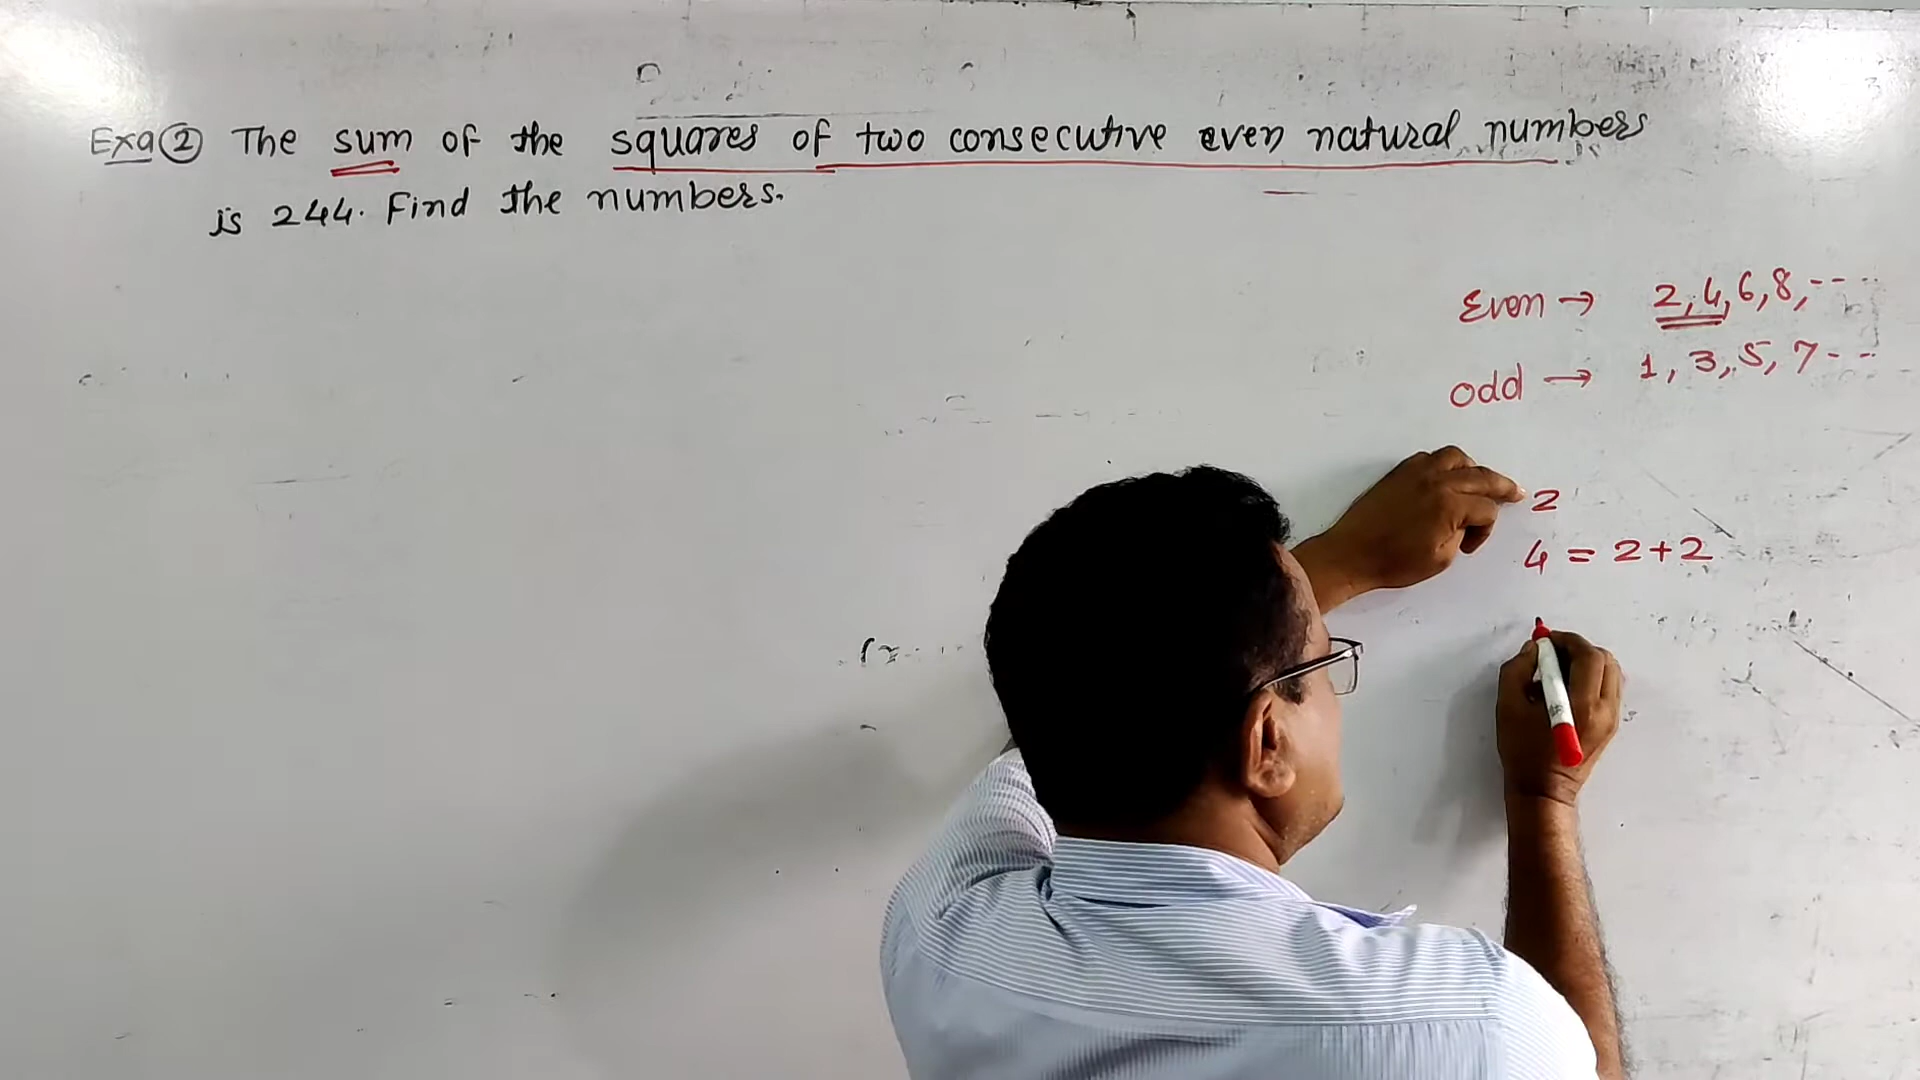 Exa② The sum of the squares of two consecutive even natural numbers
is 244. Find the numbers.
Even → 2, 4, 6, 8, ---
odd → 1, 3, 5, 7 - -
2
4 = 2+2